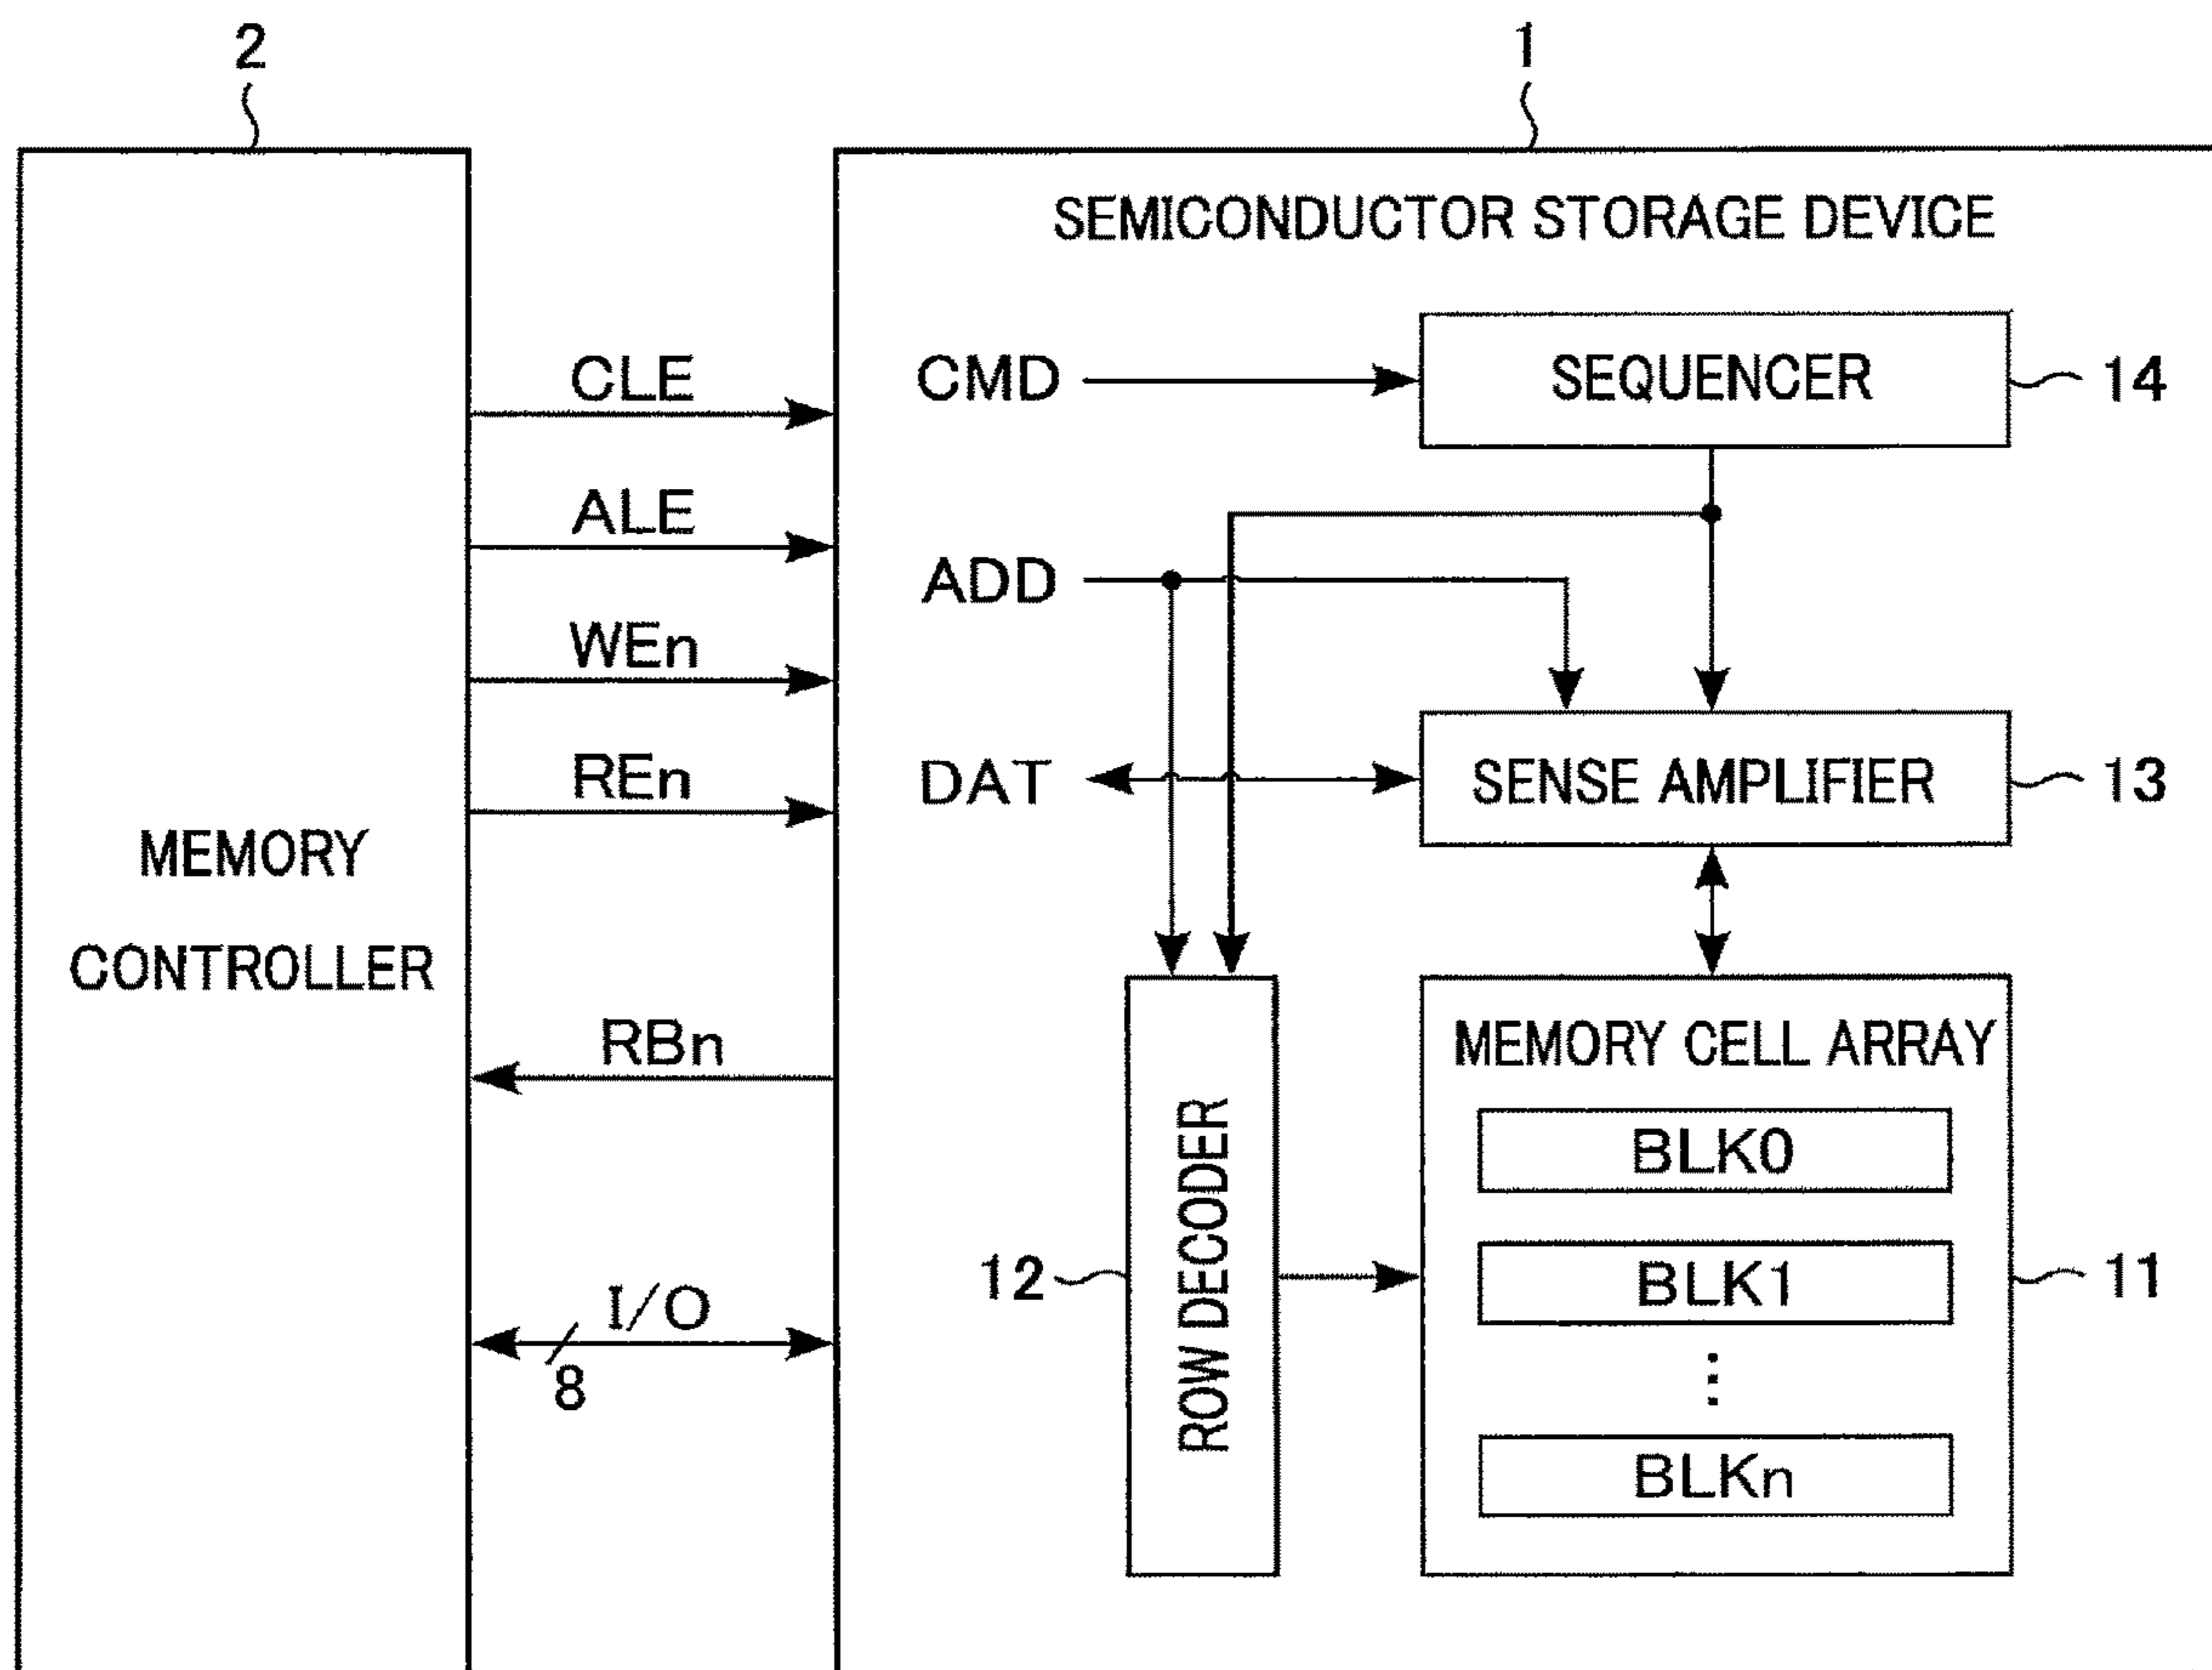 2
1
SEMICONDUCTOR STORAGE DEVICE
CLE
CMD
SEQUENCER
14
ALE
ADD
WEn
REn
DAT
SENSE AMPLIFIER
13
MEMORY
CONTROLLER
RBn
MEMORY CELL ARRAY
BLK0
ROW DECODER
12
BLK1
11
I/O
8
⋮
BLKn